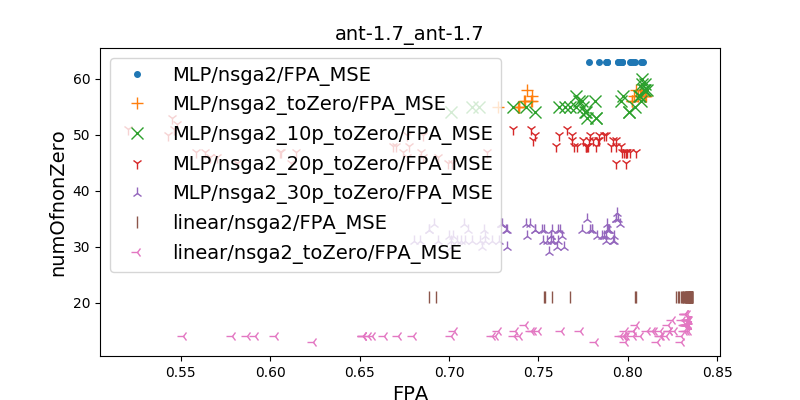 ant-1.7_ant-1.7
numOfnonZero
60
50
40
30
20
MLP/nsga2/FPA_MSE
MLP/nsga2_toZero/FPA_MSE
MLP/nsga2_10p_toZero/FPA_MSE
MLP/nsga2_20p_toZero/FPA_MSE
MLP/nsga2_30p_toZero/FPA_MSE
linear/nsga2/FPA_MSE
linear/nsga2_toZero/FPA_MSE
0.55 0.60 0.65 0.70 0.75 0.80 0.85
FPA